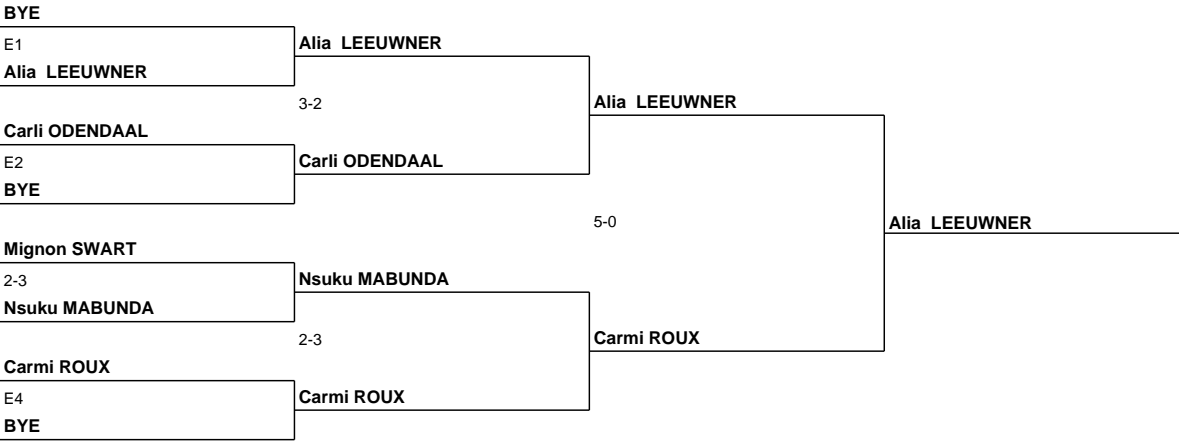 BYE
E1
Alia LEEUWNER
Alia LEEUWNER
3-2
Alia LEEUWNER
Carli ODENDAAL
E2
Carli ODENDAAL
BYE
5-0
Alia LEEUWNER
Mignon SWART
2-3
Nsuku MABUNDA
Nsuku MABUNDA
2-3
Carmi ROUX
Carmi ROUX
E4
Carmi ROUX
BYE